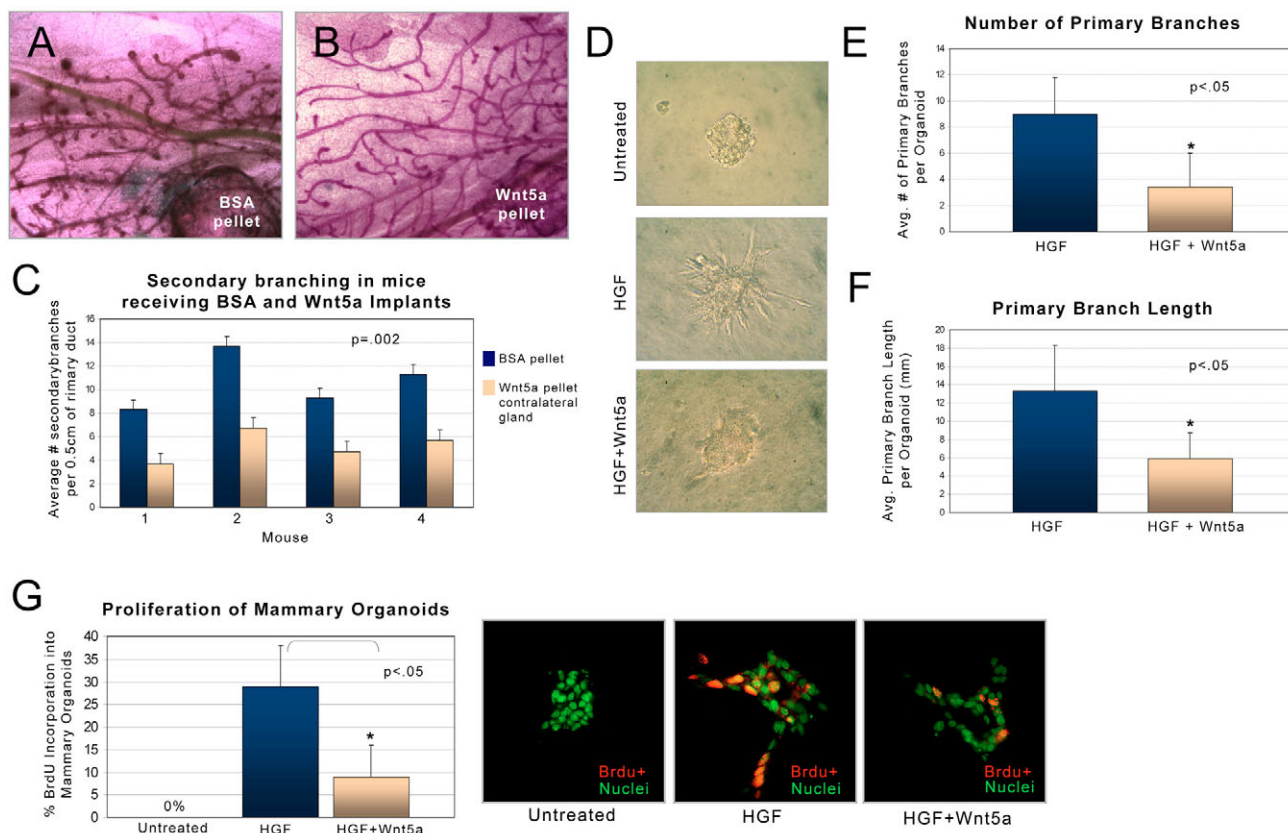 A
BSA
pellet
B
Wnt5a
pellet
C
Secondary branching in mice
receiving BSA and Wnt5a Implants
Average # secondarybranches
per 0.5cm of rimary duct
16
14
12
10
8
6
4
2
0
p=.002
1
2
3
4
Mouse
BSA pellet
Wnt5a pellet
contralateral
gland
D
Untreated
HGF
HGF+Wnt5a
E
Number of Primary Branches
Avg. # of Primary Branches
per Organoid
14
12
10
8
6
4
2
0
p<.05
*
HGF
HGF + Wnt5a
F
Primary Branch Length
Avg. Primary Branch Length
per Organoid (mm)
20
18
16
14
12
10
8
6
4
2
0
p<.05
*
HGF
HGF + Wnt5a
G
Proliferation of Mammary Organoids
% BrdU Incorporation into
Mammary Organoids
40
35
30
25
20
15
10
5
0
p<.05
*
0%
Untreated
HGF
HGF+Wnt5a
Brdu+
Nuclei
Untreated
Brdu+
Nuclei
HGF
Brdu+
Nuclei
HGF+Wnt5a